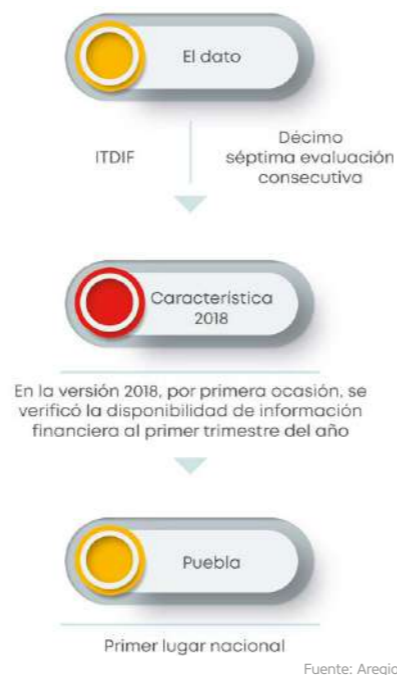 El dato
ITDIF
Décimo
séptima evaluación
consecutiva
Característica
2018
En la versión 2018, por primera ocasión, se
verificó la disponibilidad de información
financiera al primer trimestre del año
Puebla
Primer lugar nacional
Fuente: